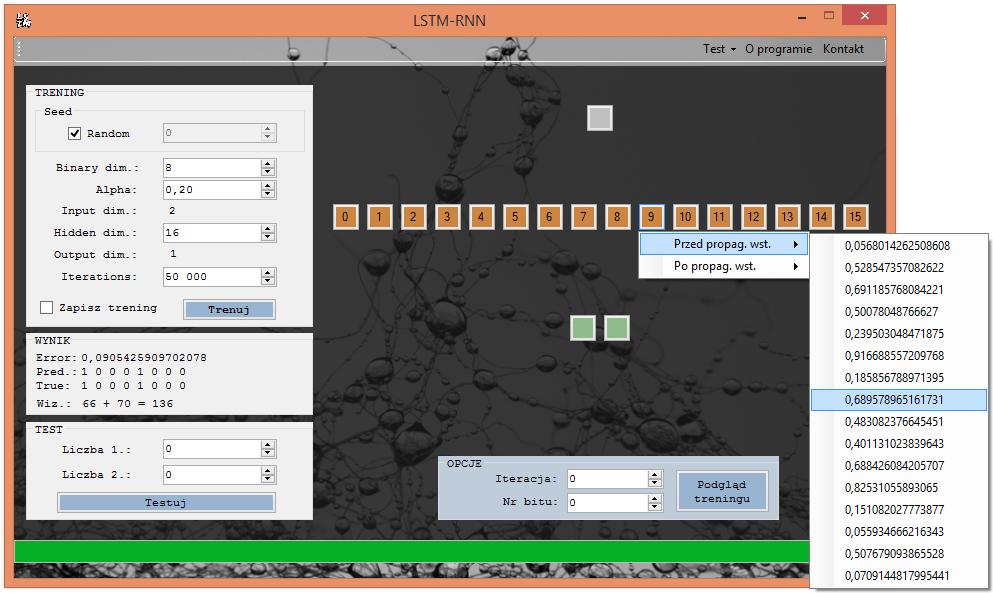 LSTM-RNN
Test O programie Kontakt
TRENING
Seed
Random 0
Binary dim.: 8
Alpha: 0,20
Input dim.: 2
Hidden dim.: 16
Output dim.: 1
Iterations: 50 000
Zapisz trening Trenuj
WYNIK
Error: 0,0905425909702078
Pred.: 1 0 0 0 1 0 0 0
True: 1 0 0 0 1 0 0 0
Wiz.: 66 + 70 = 136
TEST
Liczba 1.: 0
Liczba 2.: 0
Testuj
0 1 2 3 4 5 6 7 8 9 10 11 12 13 14 15
Przed propag. wst.
Po propag. wst.
0,0568014262508608
0,528547357082622
0,691185768084221
0,50078048766627
0,239503048471875
0,916688557209768
0,185856788971395
0,689578965161731
0,483082376645451
0,401131023839643
0,688426084205707
0,82531055893065
0,151082027773877
0,055934666216343
0,507679093865528
0,0709144817995441
OPCJE
Iteracja: 0
Nr bitu: 0
Podgląd
treningu